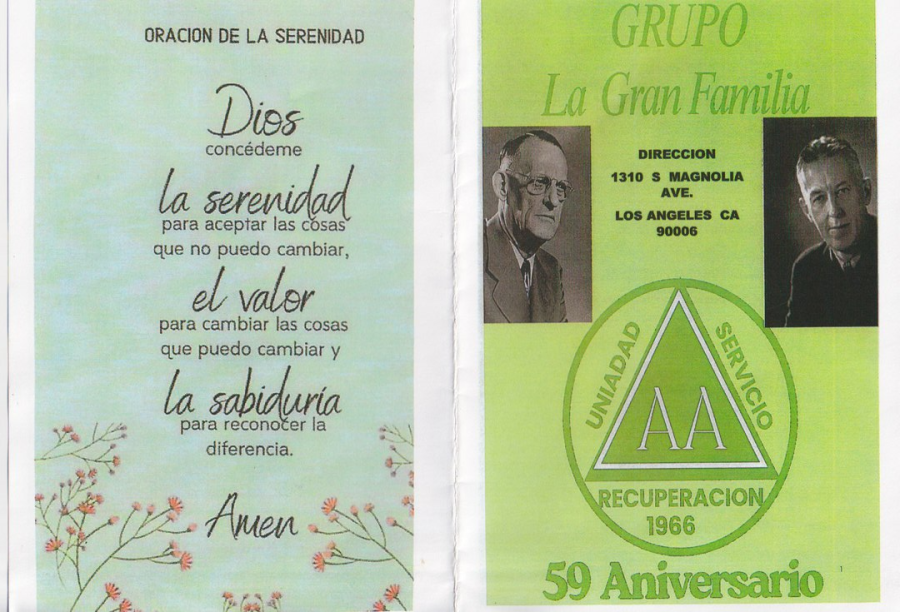 ORACION DE LA SERENIDAD
Dios
concédeme
la serenidad
para aceptar las cosas
que no puedo cambiar,
el valor
para cambiar las cosas
que puedo cambiar y
la sabiduría
para reconocer la
diferencia.
Amen
GRUPO
La Gran Familia
DIRECCION
1310 S MAGNOLIA
AVE.
LOS ANGELES CA
90006
UNIADAD
SERVICIO
AA
RECUPERACION
1966
59 Aniversario
1